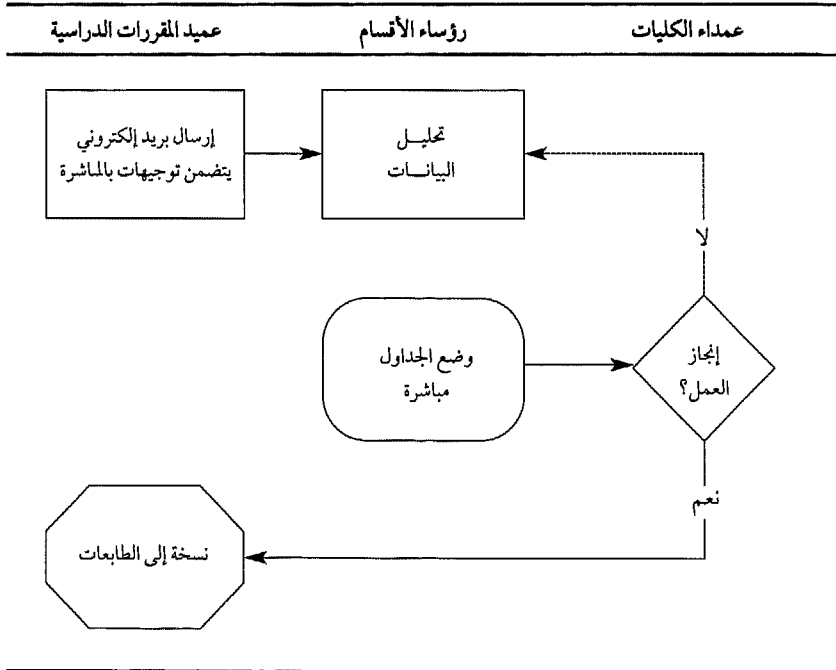 عمداء الكليات
رؤساء الأقسام
عميد المقررات الدراسية
إرسال بريد إلكتروني
يتضمن توجيهات بالمباشرة
تحليل
البيانات
لا
إنجاز
العمل؟
وضع الجداول
مباشرة
نعم
نسخة إلى الطابعات